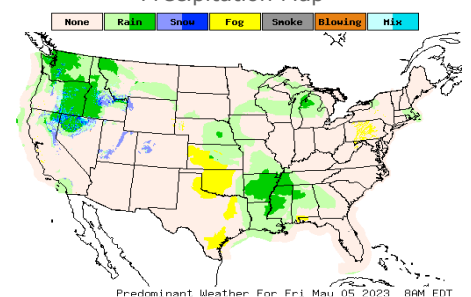 Precipitation Map
None Rain Snow Fog Smoke Blowing Mix
Predominant Weather For Fri May 05 2023 8AM EDT